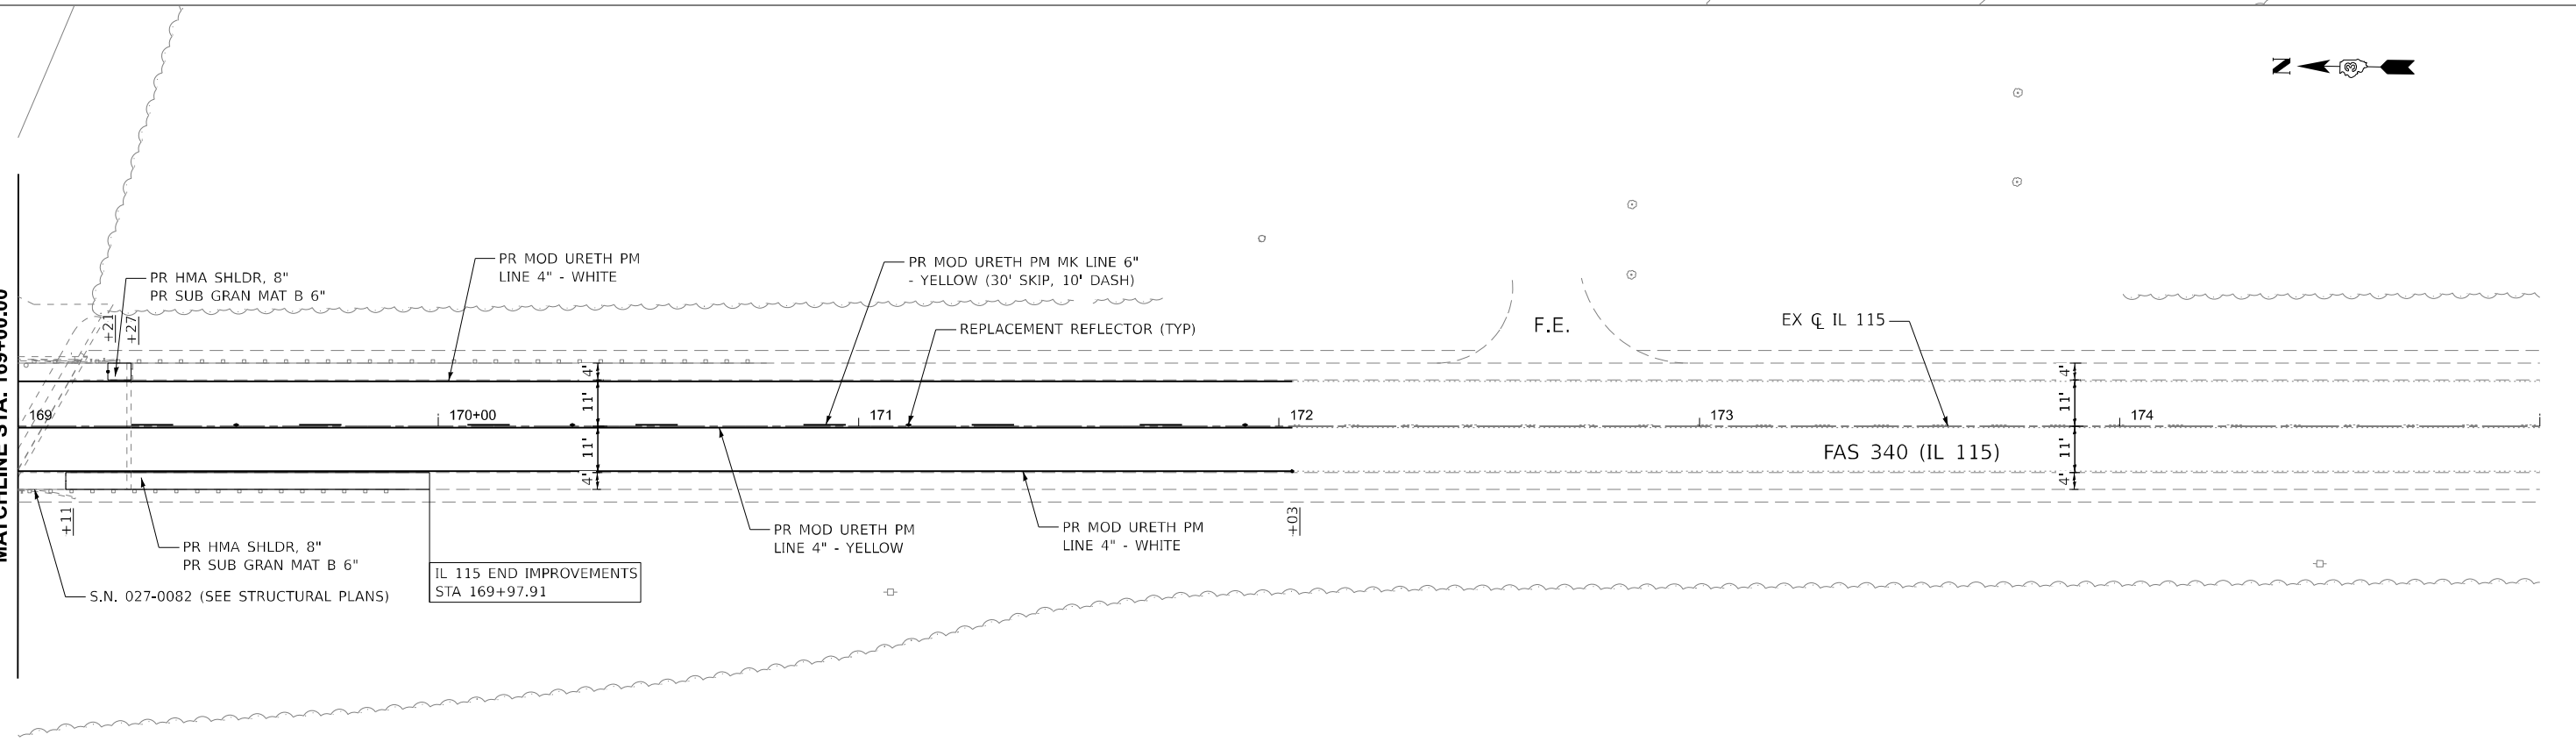 N
3
MATCHLINE STA. 169+00.00
PR HMA SHLDR, 8"
PR SUB GRAN MAT B 6"
PR MOD URETH PM
LINE 4" - WHITE
PR MOD URETH PM MK LINE 6"
- YELLOW (30' SKIP, 10' DASH)
REPLACEMENT REFLECTOR (TYP)
F.E.
EX ℄ IL 115
+21
+27
4'
11'
11'
4'
4'
11'
11'
4'
169
170+00
171
172
173
174
FAS 340 (IL 115)
+11
+03
PR HMA SHLDR, 8"
PR SUB GRAN MAT B 6"
S.N. 027-0082 (SEE STRUCTURAL PLANS)
IL 115 END IMPROVEMENTS
STA 169+97.91
PR MOD URETH PM
LINE 4" - YELLOW
PR MOD URETH PM
LINE 4" - WHITE